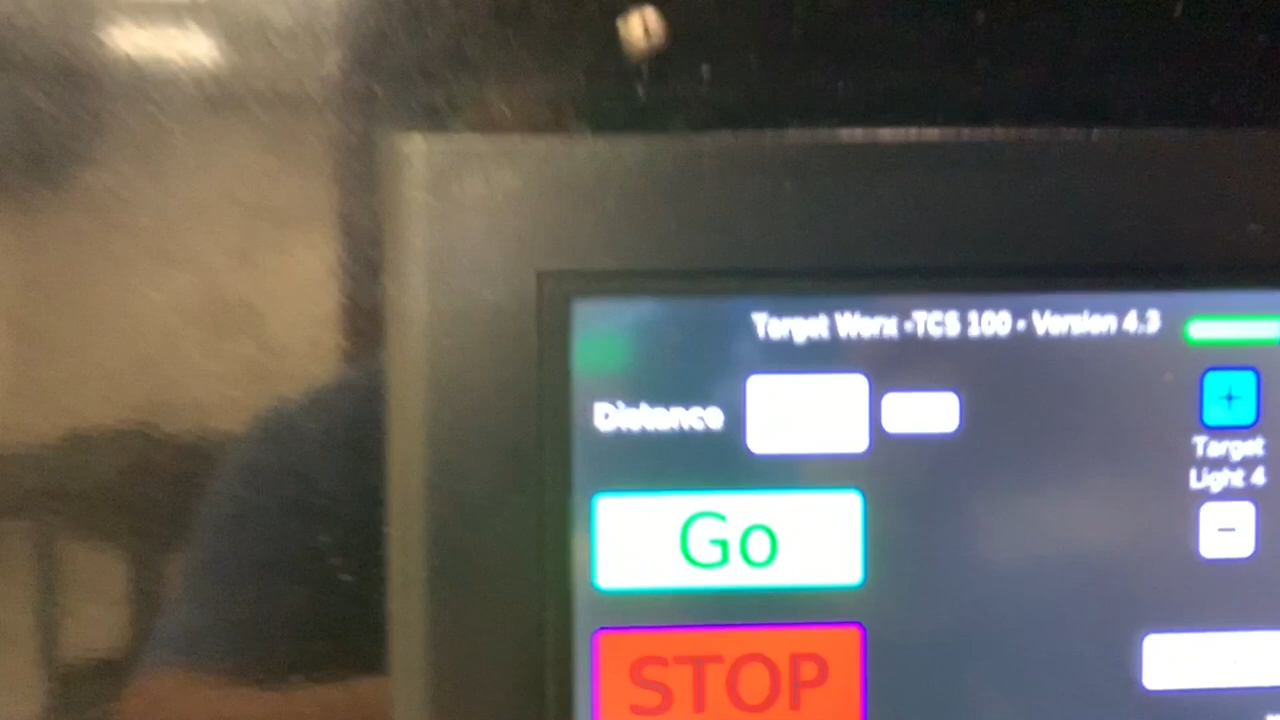 Target Worx -TCS 100 - Version 4.3
Distance
+
Target
Light 4
Go
−
STOP